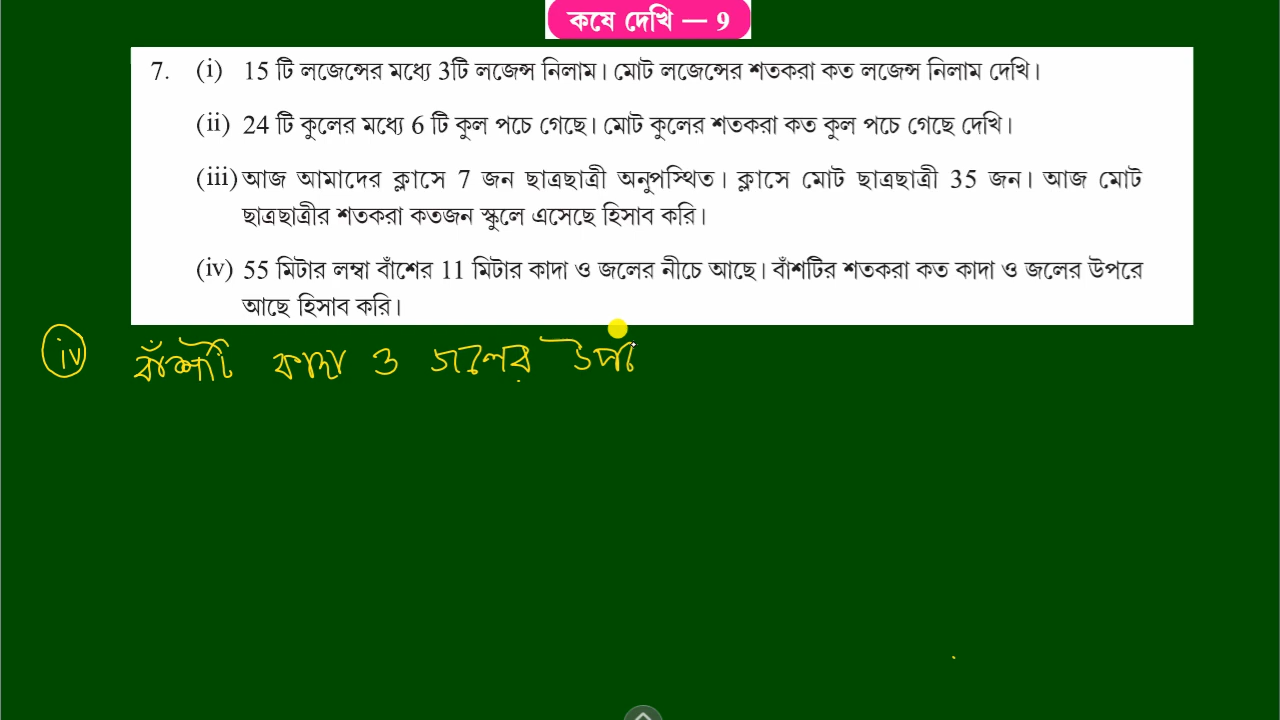 কষে দেখি — 9
7. (i) 15 টি লজেন্সের মধ্যে 3টি লজেন্স নিলাম। মোট লজেন্সের শতকরা কত লজেন্স নিলাম দেখি।
(ii) 24 টি কুলের মধ্যে 6 টি কুল পচে গেছে। মোট কুলের শতকরা কত কুল পচে গেছে দেখি।
(iii) আজ আমাদের ক্লাসে 7 জন ছাত্রছাত্রী অনুপস্থিত। ক্লাসে মোট ছাত্রছাত্রী 35 জন। আজ মোট
ছাত্রছাত্রীর শতকরা কতজন স্কুলে এসেছে হিসাব করি।
(iv) 55 মিটার লম্বা বাঁশের 11 মিটার কাদা ও জলের নীচে আছে। বাঁশটির শতকরা কত কাদা ও জলের উপরে
আছে হিসাব করি।
iv বাঁশটি কাদা ও জলের